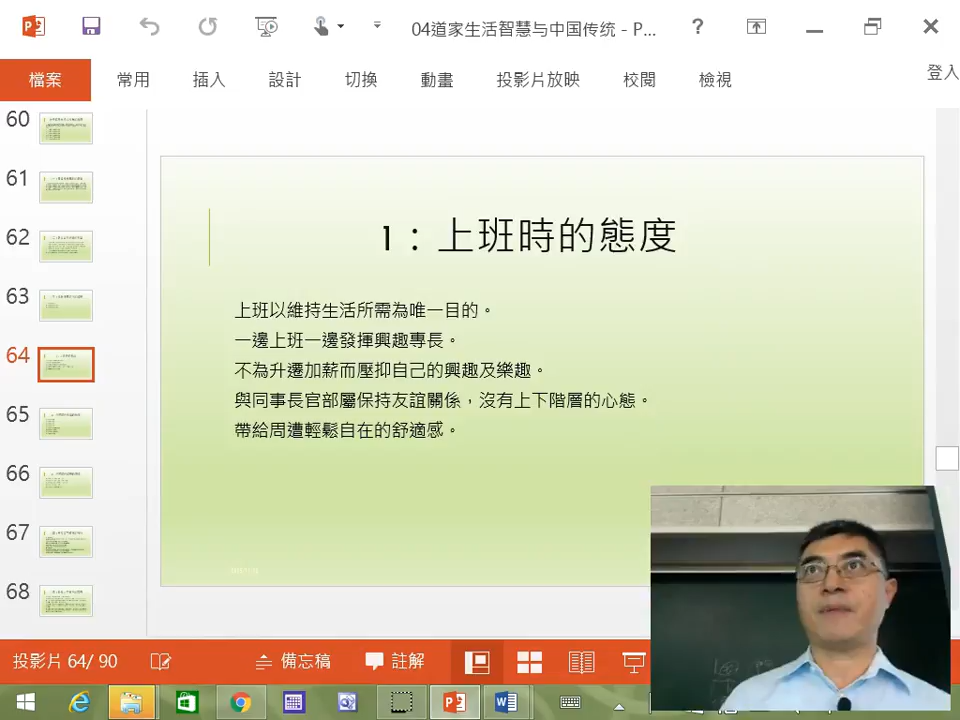 04道家生活智慧与中国传统 - P...
?
登入
檔案
常用
插入
設計
切換
動畫
投影片放映
校閱
檢視
60
61
62
63
64
65
66
67
68
1：上班時的態度
上班以維持生活所需為唯一目的。
一邊上班一邊發揮興趣專長。
不為升遷加薪而壓抑自己的興趣及樂趣。
與同事長官部屬保持友誼關係，沒有上下階層的心態。
帶給周遭輕鬆自在的舒適感。
投影片 64/ 90
備忘稿
註解